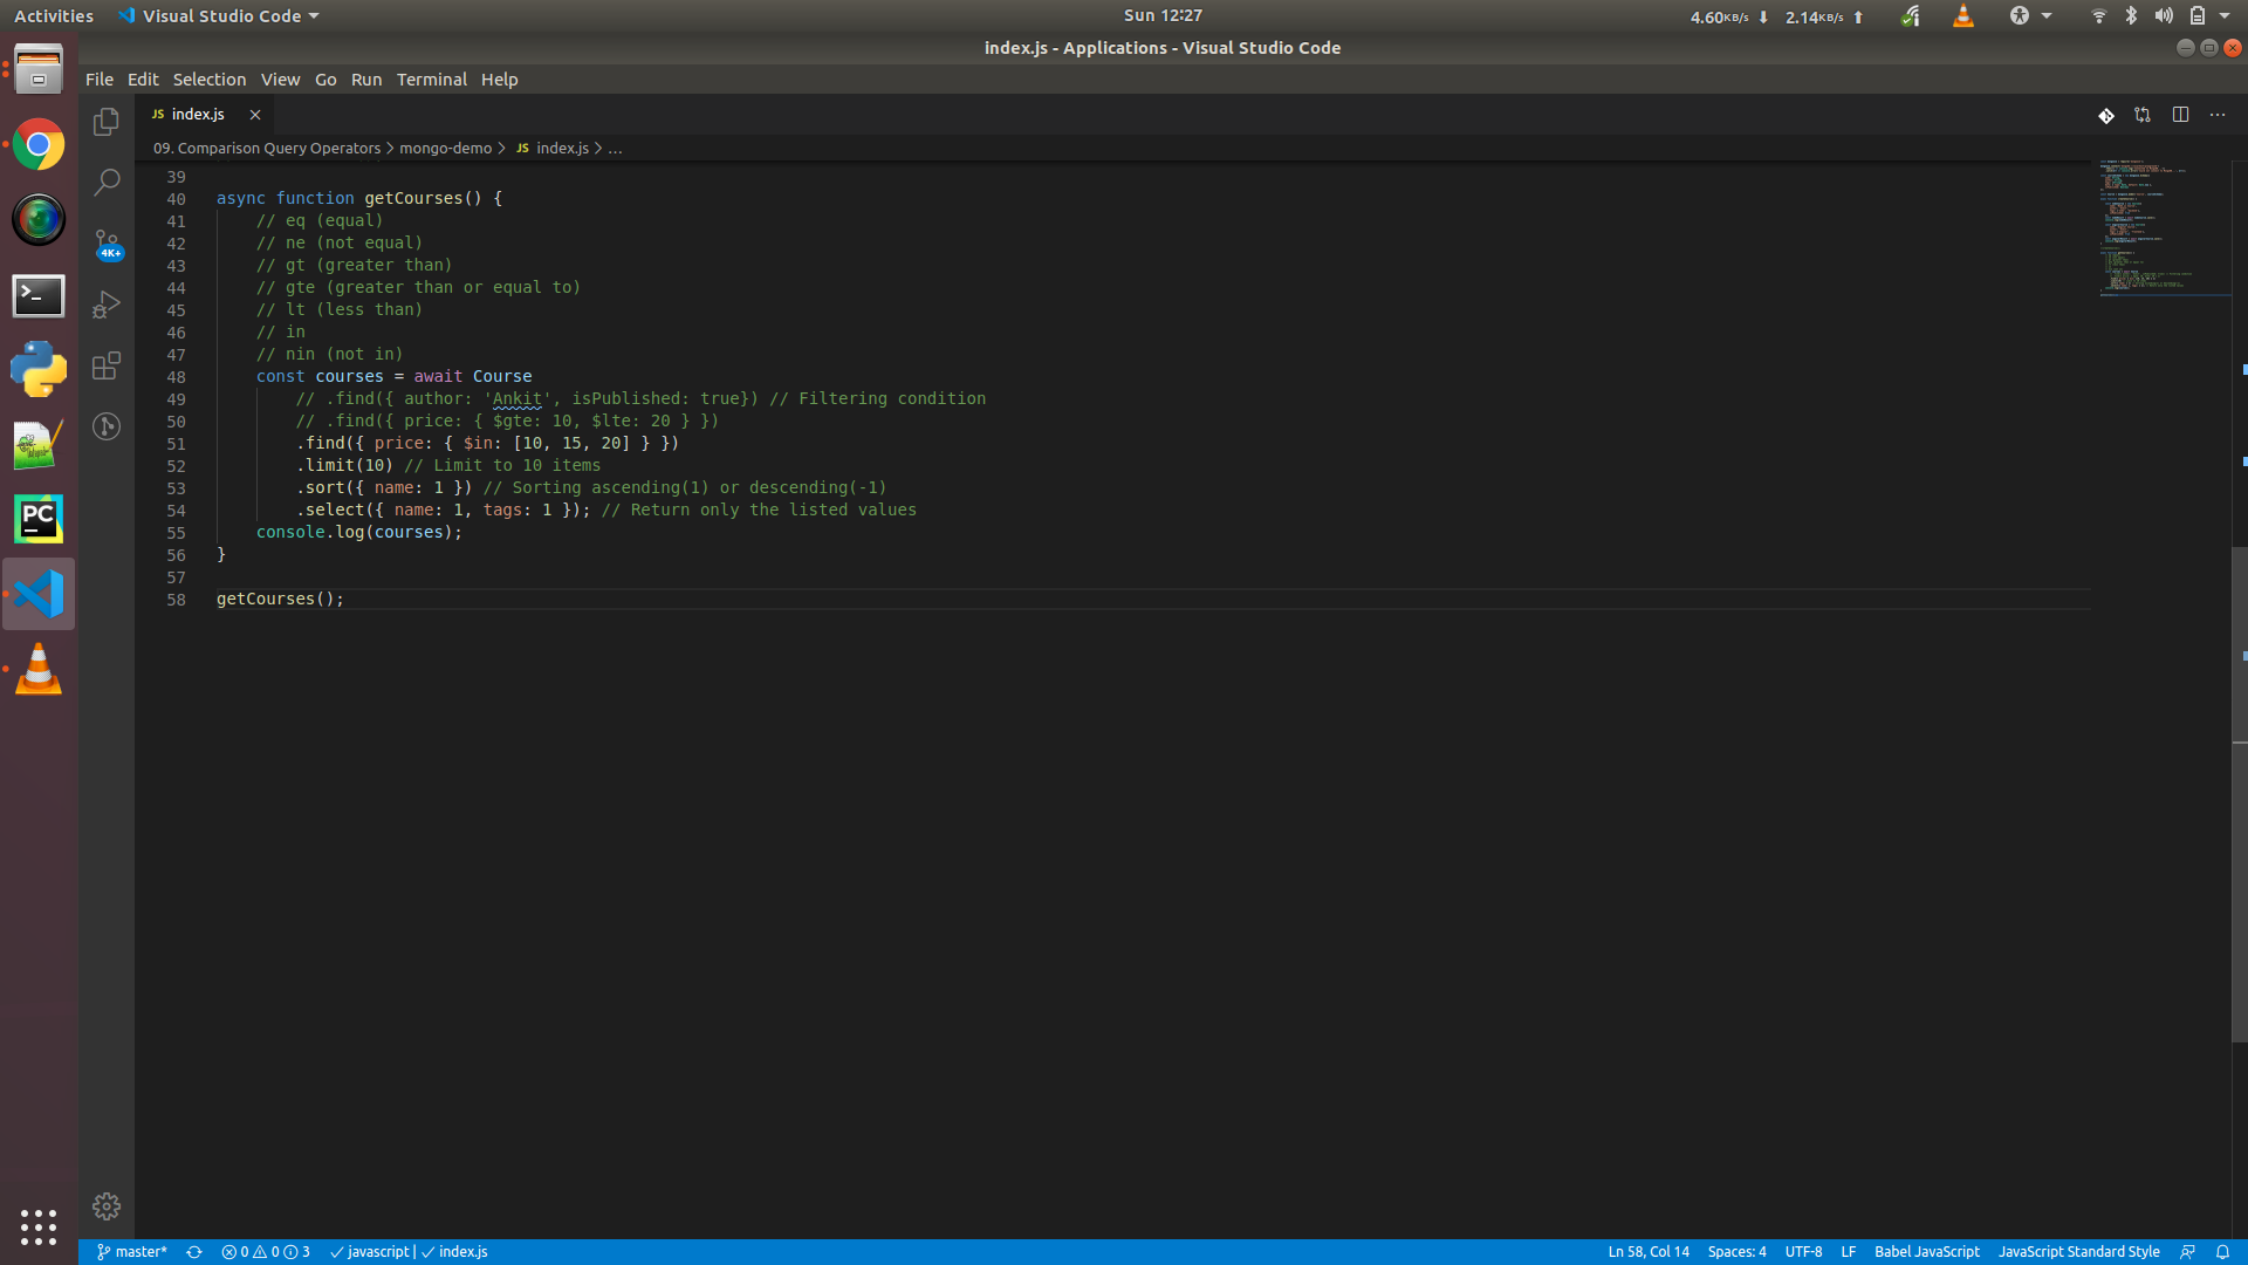 Activities Visual Studio Code Sun 12:27 4.60KB/s 2.14KB/s
index.js - Applications - Visual Studio Code
File Edit Selection View Go Run Terminal Help
JS index.js
09. Comparison Query Operators > mongo-demo > JS index.js > ...
39
40 async function getCourses() {
41 // eq (equal)
42 // ne (not equal)
43 // gt (greater than)
44 // gte (greater than or equal to)
45 // lt (less than)
46 // in
47 // nin (not in)
48 const courses = await Course
49 // .find({ author: 'Ankit', isPublished: true}) // Filtering condition
50 // .find({ price: { $gte: 10, $lte: 20 } })
51 .find({ price: { $in: [10, 15, 20] } })
52 .limit(10) // Limit to 10 items
53 .sort({ name: 1 }) // Sorting ascending(1) or descending(-1)
54 .select({ name: 1, tags: 1 }); // Return only the listed values
55 console.log(courses);
56 }
57
58 getCourses();
4K+
PC
master* 0 0 3 javascript | index.js Ln 58, Col 14 Spaces: 4 UTF-8 LF Babel JavaScript JavaScript Standard Style